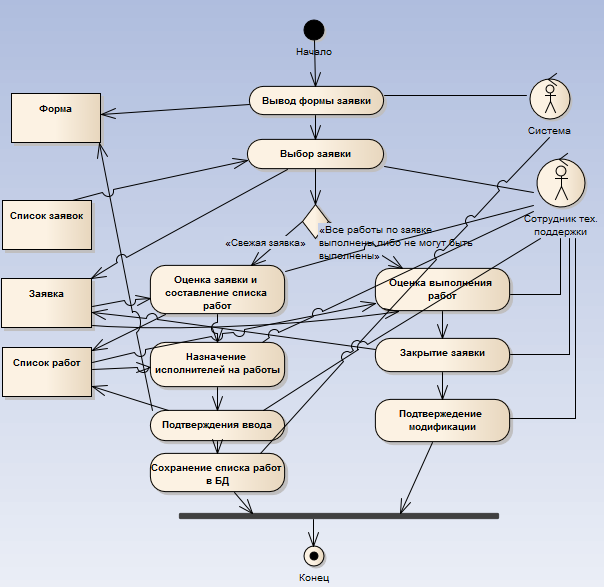 Начало
Вывод формы заявки
Форма
Система
Выбор заявки
Список заявок
Сотрудник тех.
поддержки
«Свежая заявка»
«Все работы по заявке
выполнены либо не могут быть
выполнены»
Заявка
Оценка заявки и
составление списка
работ
Оценка выполнения
работ
Список работ
Назначение
исполнителей на работы
Закрытие заявки
Подтверждения ввода
Подтвержедение
модификации
Сохранение списка работ
в БД
Конец